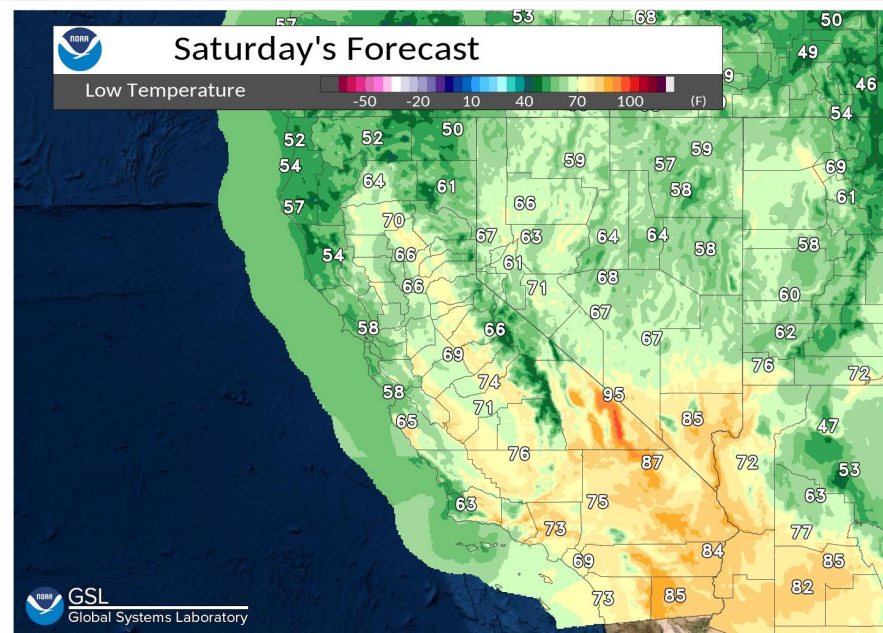 57 53 68 50
NOAA
Saturday's Forecast
49
Low Temperature
-50 -20 10 40 70 100 (F)
9
46
54
52 52 50
59 57 59 69
54 64 61 58 61
57 70 66
67 63 64 64 58 58
54 66 61
66 71 68 60
58 66 67 67 62
69 76 72
74 95
58 71
65 85 47
76 87 72 53
63 75 63
73 77
69 84 85
73 85 82
NOAA
GSL
Global Systems Laboratory